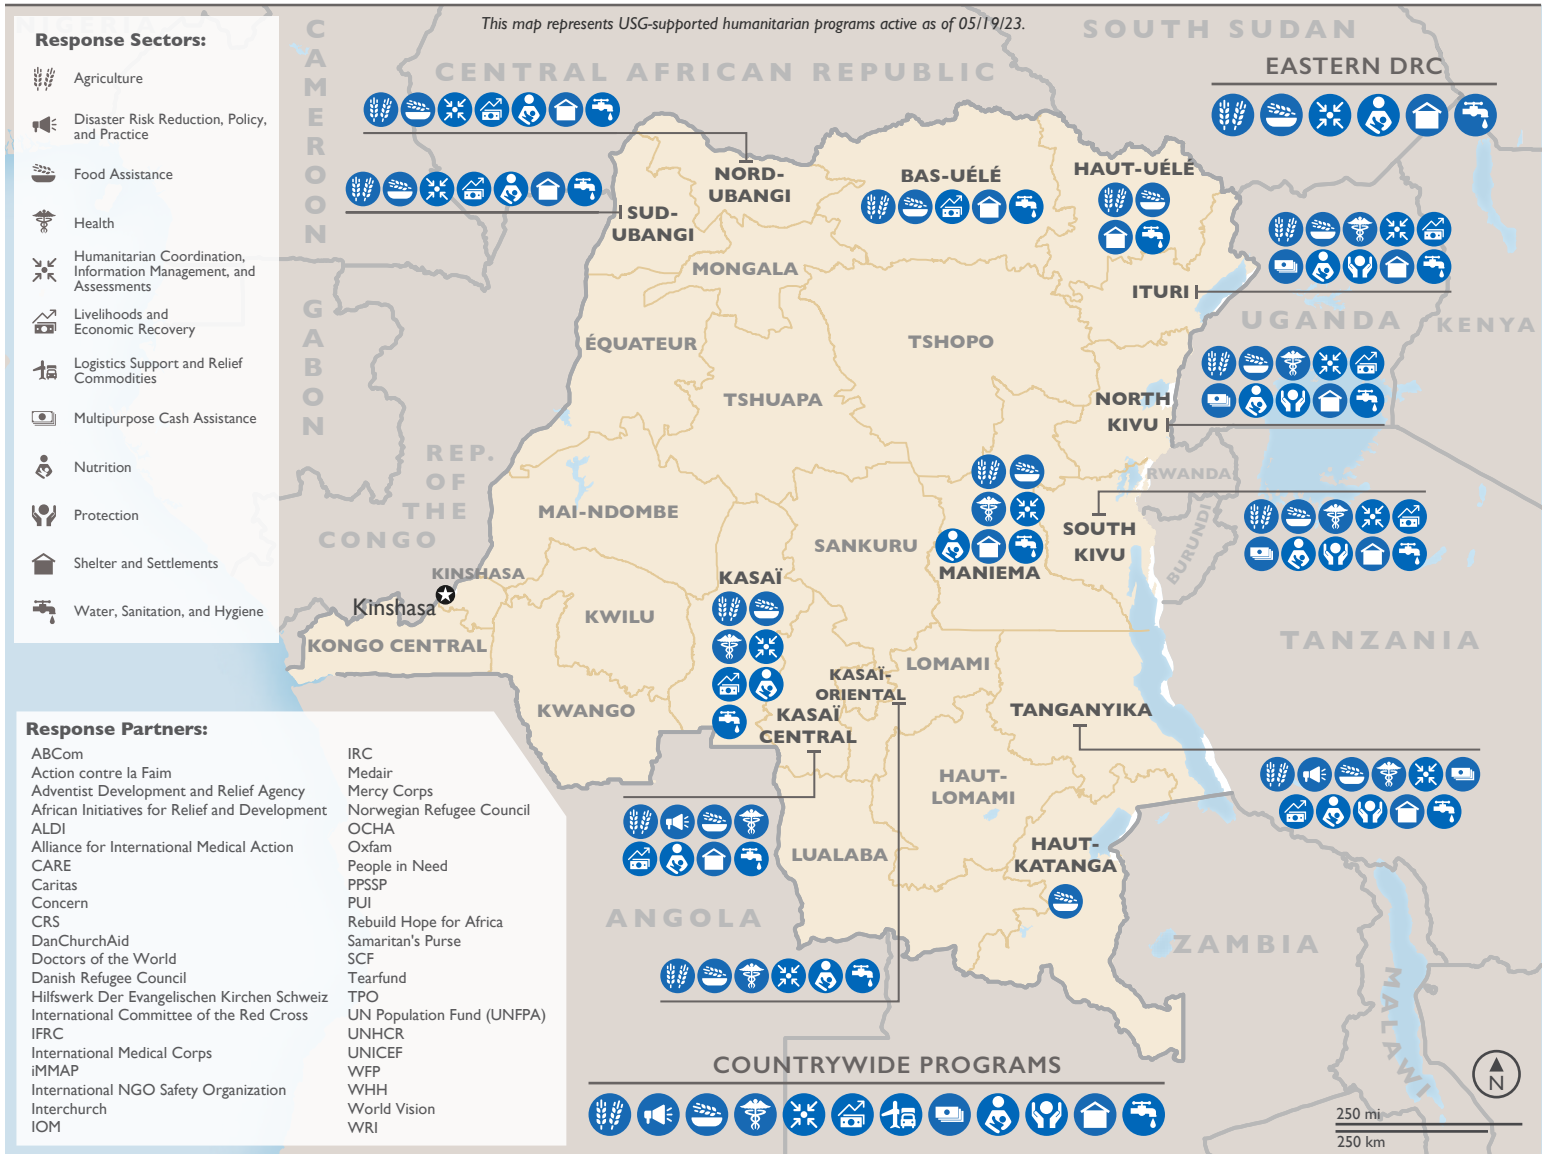 This map represents USG-supported humanitarian programs active as of 05/19/23.
NIGERIA
CAMEROON
CENTRAL AFRICAN REPUBLIC
SOUTH SUDAN
Response Sectors:
Agriculture
Disaster Risk Reduction, Policy,
and Practice
Food Assistance
Health
Humanitarian Coordination,
Information Management, and
Assessments
Livelihoods and
Economic Recovery
Logistics Support and Relief
Commodities
Multipurpose Cash Assistance
Nutrition
Protection
Shelter and Settlements
Water, Sanitation, and Hygiene
EASTERN DRC
NORD-
UBANGI
SUD-
UBANGI
BAS-UÉLÉ
HAUT-UÉLÉ
MONGALA
ITURI
GABON
UGANDA
KENYA
ÉQUATEUR
TSHOPO
TSHUAPA
NORTH
KIVU
REP.
OF
THE
CONGO
RWANDA
MAI-NDOMBE
SANKURU
SOUTH
KIVU
BURUNDI
MANIEMA
KINSHASA
Kinshasa
KASAÏ
KWILU
KONGO CENTRAL
TANZANIA
LOMAMI
KASAÏ-
ORIENTAL
KWANGO
KASAÏ
CENTRAL
TANGANYIKA
HAUT-
LOMAMI
LUALABA
HAUT-
KATANGA
ANGOLA
ZAMBIA
MALAWI
Response Partners:
ABCom
Action contre la Faim
Adventist Development and Relief Agency
African Initiatives for Relief and Development
ALDI
Alliance for International Medical Action
CARE
Caritas
Concern
CRS
DanChurchAid
Doctors of the World
Danish Refugee Council
Hilfswerk Der Evangelischen Kirchen Schweiz
International Committee of the Red Cross
IFRC
International Medical Corps
iMMAP
International NGO Safety Organization
Interchurch
IOM
IRC
Medair
Mercy Corps
Norwegian Refugee Council
OCHA
Oxfam
People in Need
PPSSP
PUI
Rebuild Hope for Africa
Samaritan's Purse
SCF
Tearfund
TPO
UN Population Fund (UNFPA)
UNHCR
UNICEF
WFP
WHH
World Vision
WRI
COUNTRYWIDE PROGRAMS
N
250 mi
250 km